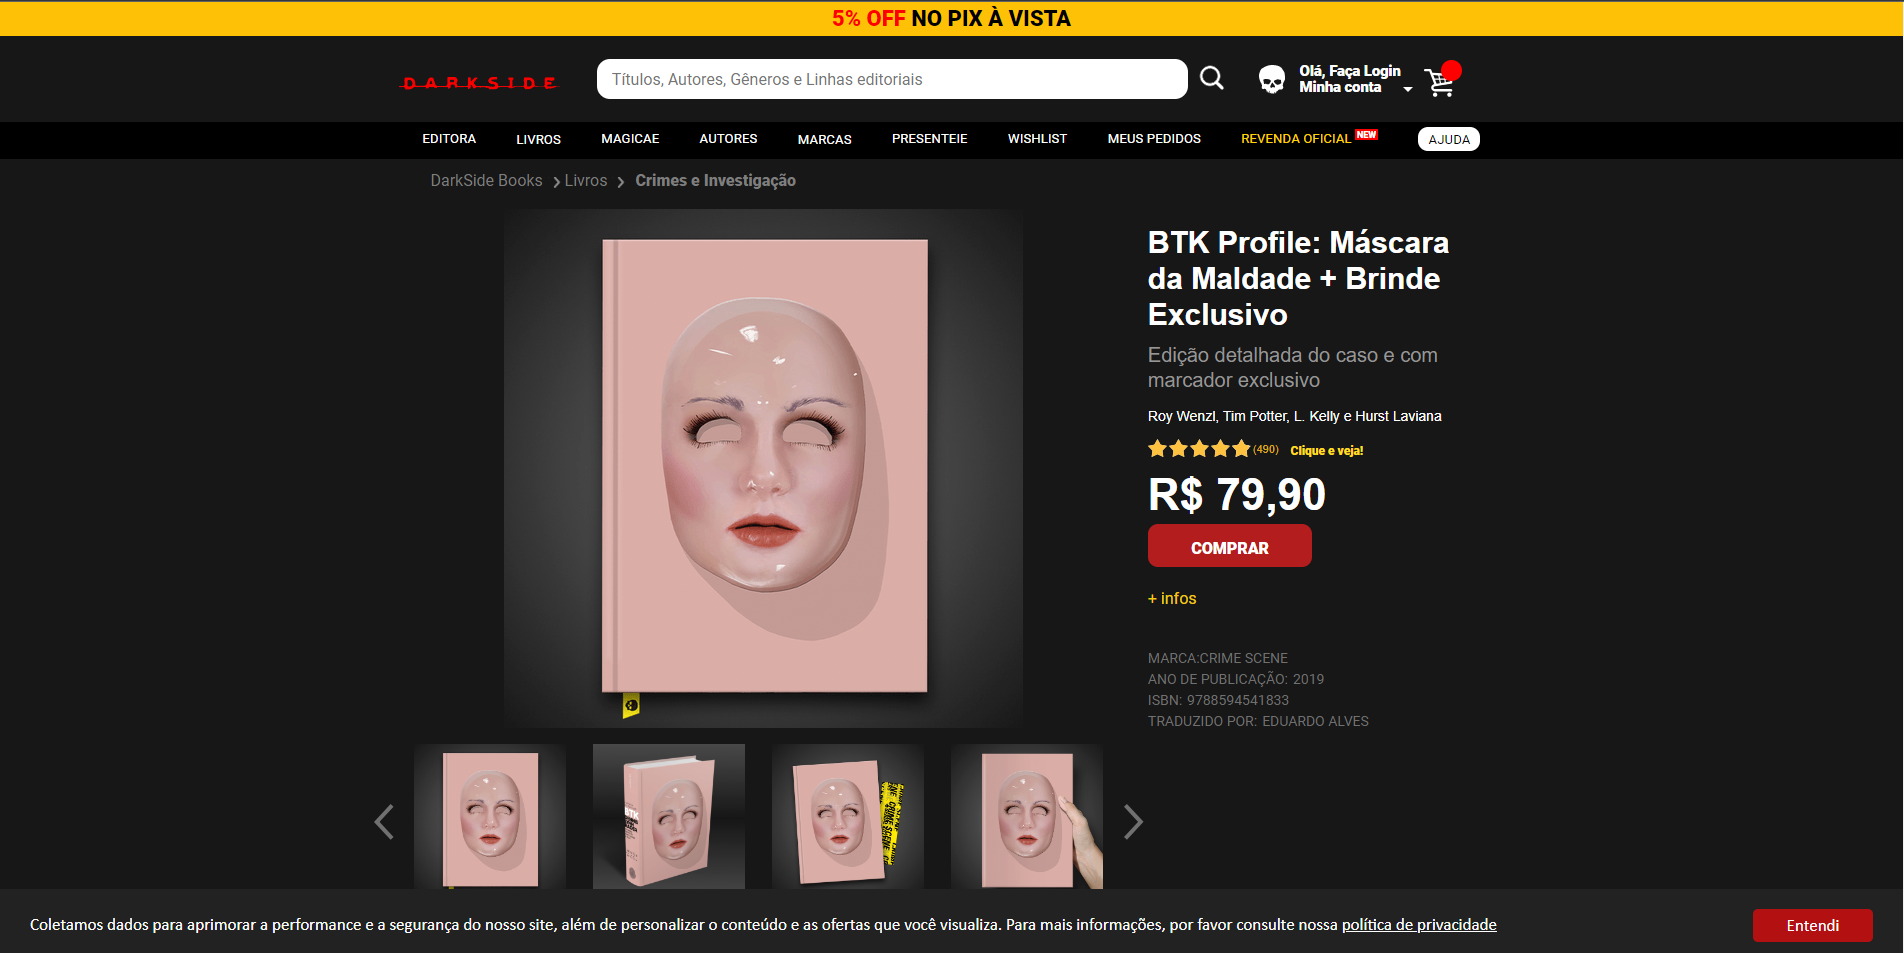 5% OFF NO PIX À VISTA
DARKSIDE
Títulos, Autores, Gêneros e Linhas editoriais
Olá, Faça Login
Minha conta
EDITORA
LIVROS
MAGICAE
AUTORES
MARCAS
PRESENTEIE
WISHLIST
MEUS PEDIDOS
REVENDA OFICIAL NEW
AJUDA
DarkSide Books > Livros > Crimes e Investigação
BTK Profile: Máscara
da Maldade + Brinde
Exclusivo
Edição detalhada do caso e com
marcador exclusivo
Roy Wenzl, Tim Potter, L. Kelly e Hurst Laviana
(490) Clique e veja!
R$ 79,90
COMPRAR
+ infos
MARCA:CRIME SCENE
ANO DE PUBLICAÇÃO: 2019
ISBN: 9788594541833
TRADUZIDO POR: EDUARDO ALVES
BTK
CRIME SCENE
Coletamos dados para aprimorar a performance e a segurança do nosso site, além de personalizar o conteúdo e as ofertas que você visualiza. Para mais informações, por favor consulte nossa política de privacidade
Entendi